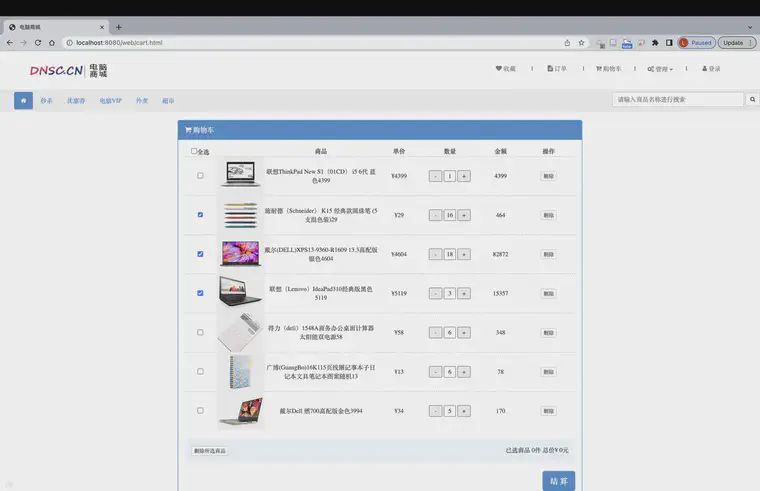 电脑商城
localhost:8080/web/cart.html
Paused
Update
DNSC.CN 电脑商城
收藏 | 订单 | 购物车 | 管理 | 登录
秒杀 优惠券 电脑VIP 外卖 超市
请输入商品名称进行搜索
购物车
全选 商品 单价 数量 金额 操作
联想ThinkPad New S1（01CD） i5 6代 蓝
色4399
¥4399 - 1 + 4399 删除
施耐德（Schneider） K15 经典款圆珠笔 (5
支混色装)29
¥29 - 16 + 464 删除
戴尔(DELL)XPS13-9360-R1609 13.3高配版
银色4604
¥4604 - 18 + 82872 删除
联想（Lenovo）IdeaPad310经典版黑色
5119
¥5119 - 3 + 15357 删除
得力（deli）1548A商务办公桌面计算器
太阳能双电源58
¥58 - 6 + 348 删除
广博(GuangBo)16K115页线圈记事本子日
记本文具笔记本图案随机13
¥13 - 6 + 78 删除
戴尔Dell 燃700高配版金色3994
¥34 - 5 + 170 删除
删除所选商品
已选商品 0件 总价¥ 0元
结 算